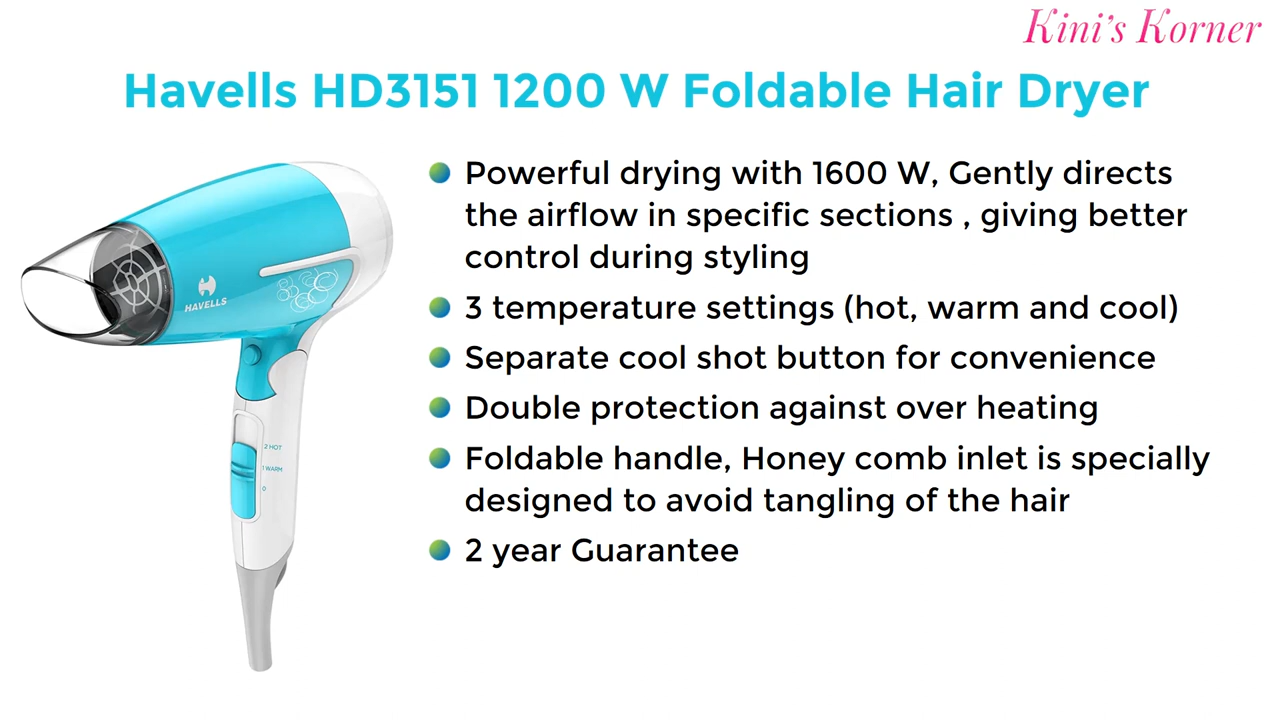 Kini's Korner
Havells HD3151 1200 W Foldable Hair Dryer
Powerful drying with 1600 W, Gently directs
the airflow in specific sections , giving better
control during styling
3 temperature settings (hot, warm and cool)
Separate cool shot button for convenience
Double protection against over heating
Foldable handle, Honey comb inlet is specially
designed to avoid tangling of the hair
2 year Guarantee
HAVELLS
2 HOT
1 WARM
0